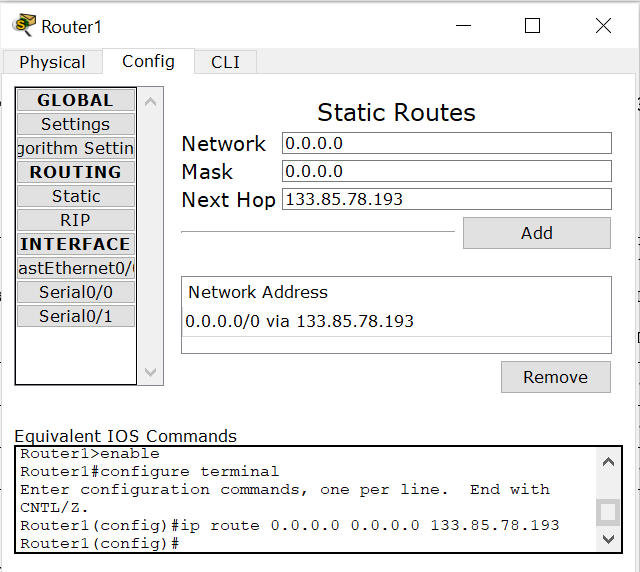 Router1
Physical Config CLI
GLOBAL
Settings
gorithm Settin
ROUTING
Static
RIP
INTERFACE
astEthernet0/
Serial0/0
Serial0/1
Static Routes
Network 0.0.0.0
Mask 0.0.0.0
Next Hop 133.85.78.193
Add
Network Address
0.0.0.0/0 via 133.85.78.193
Remove
Equivalent IOS Commands
Router1>enable
Router1#configure terminal
Enter configuration commands, one per line.  End with
CNTL/Z.
Router1(config)#ip route 0.0.0.0 0.0.0.0 133.85.78.193
Router1(config)#